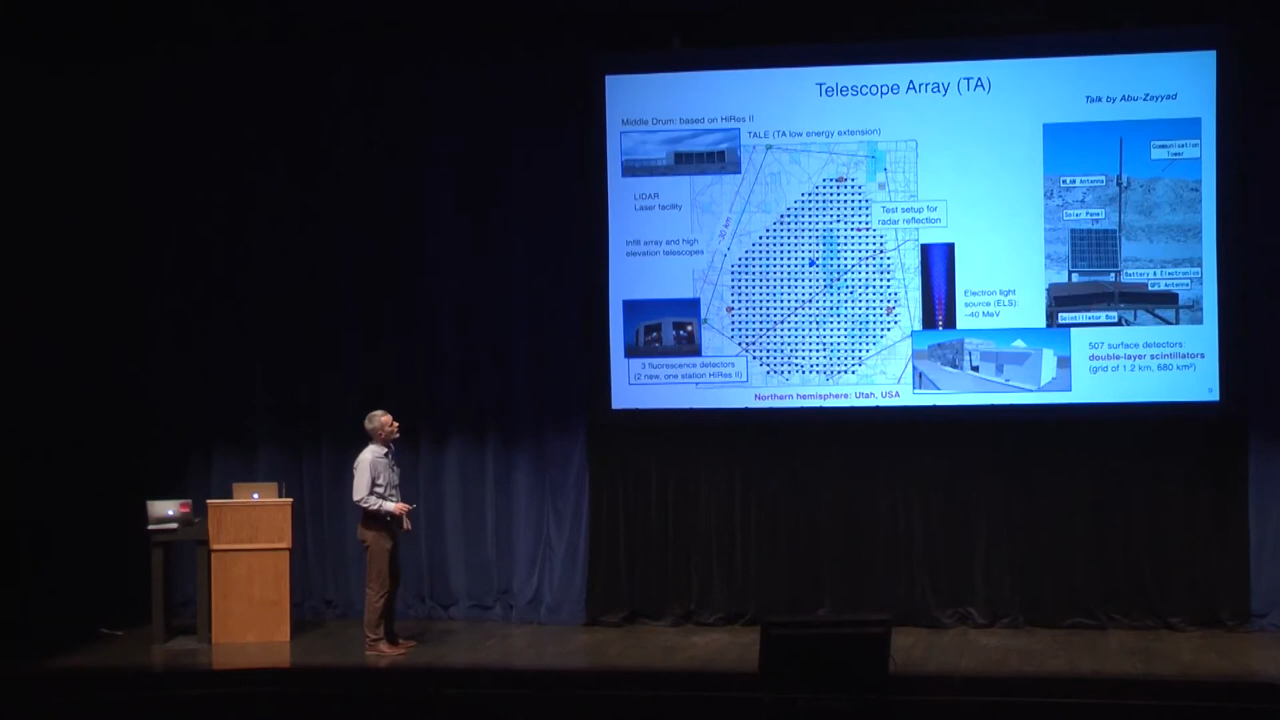 Telescope Array (TA)
Talk by Abu-Zayyad
Middle Drum: based on HiRes II
TALE (TA low energy extension)
LIDAR
Laser facility
Infill array and high
elevation telescopes
~30 km
Test setup for
radar reflection
Electron light
source (ELS):
~40 MeV
3 fluorescence detectors
(2 new, one station HiRes II)
Northern hemisphere: Utah, USA
Communication
Tower
WLAN Antenna
Solar Panel
Battery & Electronics
GPS Antenna
Scintillator Box
507 surface detectors:
double-layer scintillators
(grid of 1.2 km, 680 km²)
9